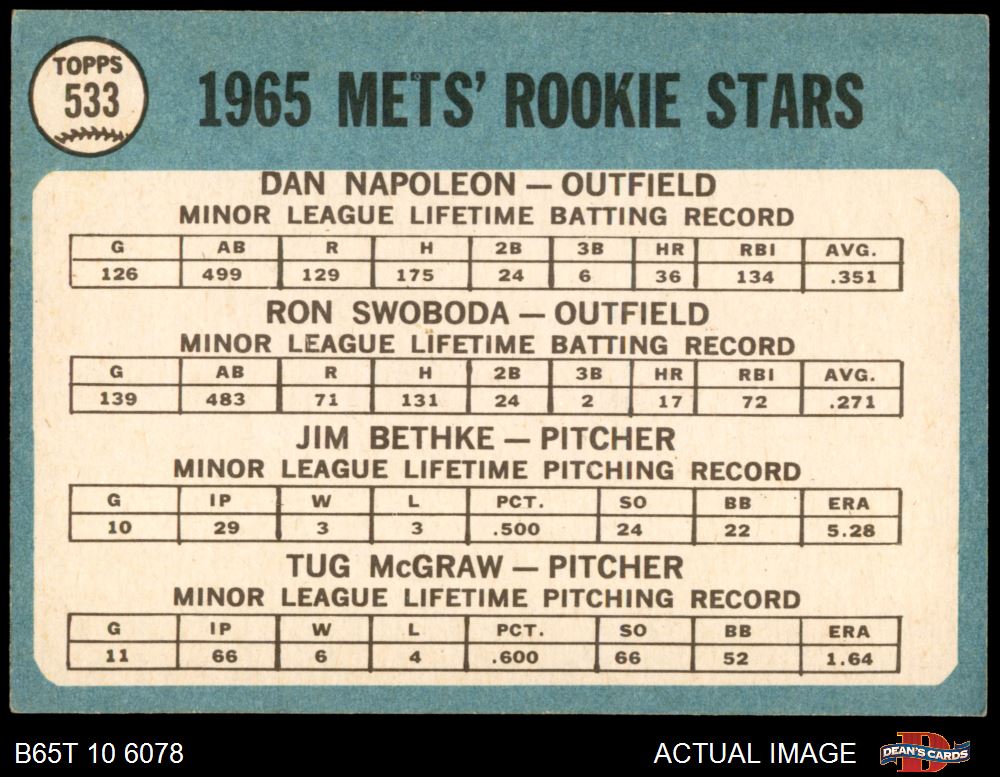 TOPPS
533
1965 METS' ROOKIE STARS
DAN NAPOLEON — OUTFIELD
MINOR LEAGUE LIFETIME BATTING RECORD
G AB R H 2B 3B HR RBI AVG.
126 499 129 175 24 6 36 134 .351
RON SWOBODA — OUTFIELD
MINOR LEAGUE LIFETIME BATTING RECORD
G AB R H 2B 3B HR RBI AVG.
139 483 71 131 24 2 17 72 .271
JIM BETHKE — PITCHER
MINOR LEAGUE LIFETIME PITCHING RECORD
G IP W L PCT. SO BB ERA
10 29 3 3 .500 24 22 5.28
TUG McGRAW — PITCHER
MINOR LEAGUE LIFETIME PITCHING RECORD
G IP W L PCT. SO BB ERA
11 66 6 4 .600 66 52 1.64
B65T 10 6078 ACTUAL IMAGE DEAN'S CARDS